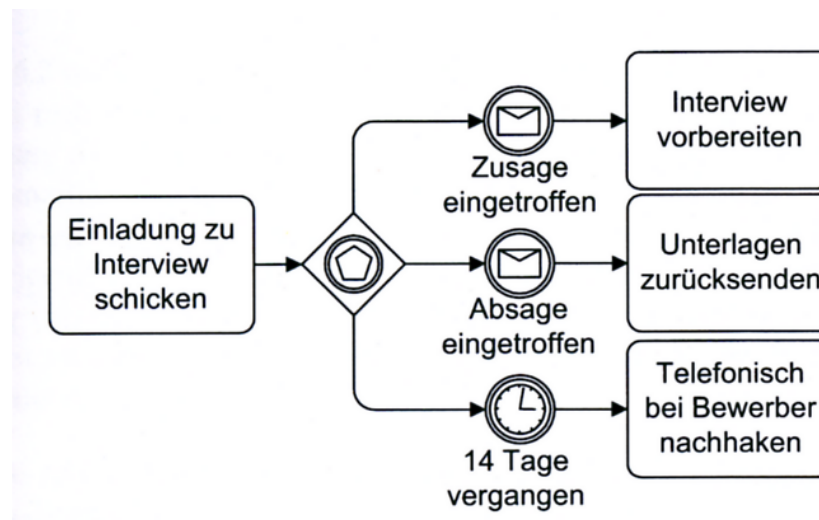 Einladung zu
Interview
schicken
Zusage
eingetroffen
Interview
vorbereiten
Absage
eingetroffen
Unterlagen
zurücksenden
14 Tage
vergangen
Telefonisch
bei Bewerber
nachhaken